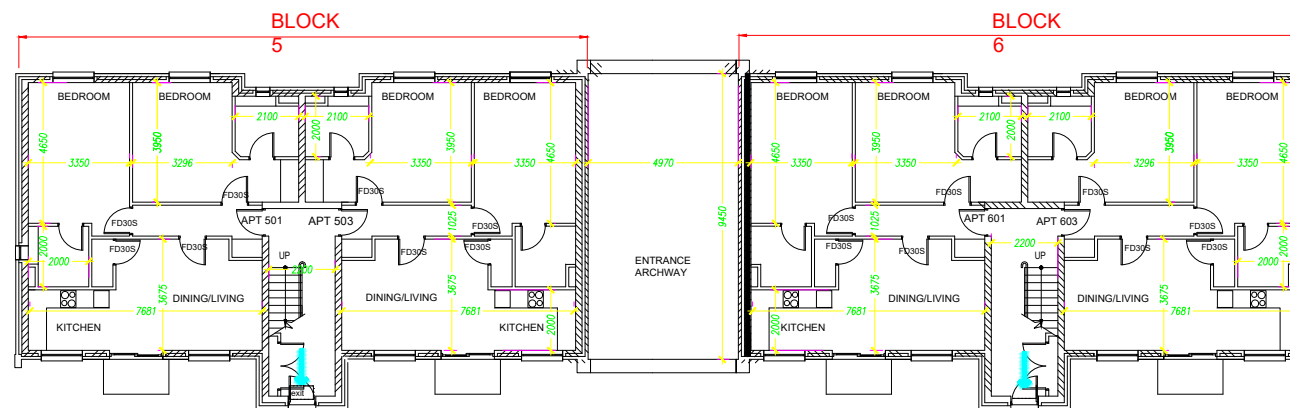 BLOCK
5
BLOCK
6
BEDROOM
BEDROOM
BEDROOM
BEDROOM
BEDROOM
BEDROOM
BEDROOM
BEDROOM
2100
2100
2100
2100
4650
3950
2000
3950
4650
4650
3950
2000
3950
4650
3350
3296
3350
3350
4970
3350
3350
3296
3350
9450
FD30S
FD30S
FD30S
FD30S
FD30S
FD30S
FD30S
FD30S
APT 501
APT 503
1025
APT 601
APT 603
1025
FD30S
FD30S
FD30S
FD30S
2000
2000
UP
2200
2200
UP
2000
2000
ENTRANCE
ARCHWAY
DINING/LIVING
3675
DINING/LIVING
3675
DINING/LIVING
3675
DINING/LIVING
3675
7681
7681
7681
7681
KITCHEN
KITCHEN
2000
KITCHEN
2000
KITCHEN
exit